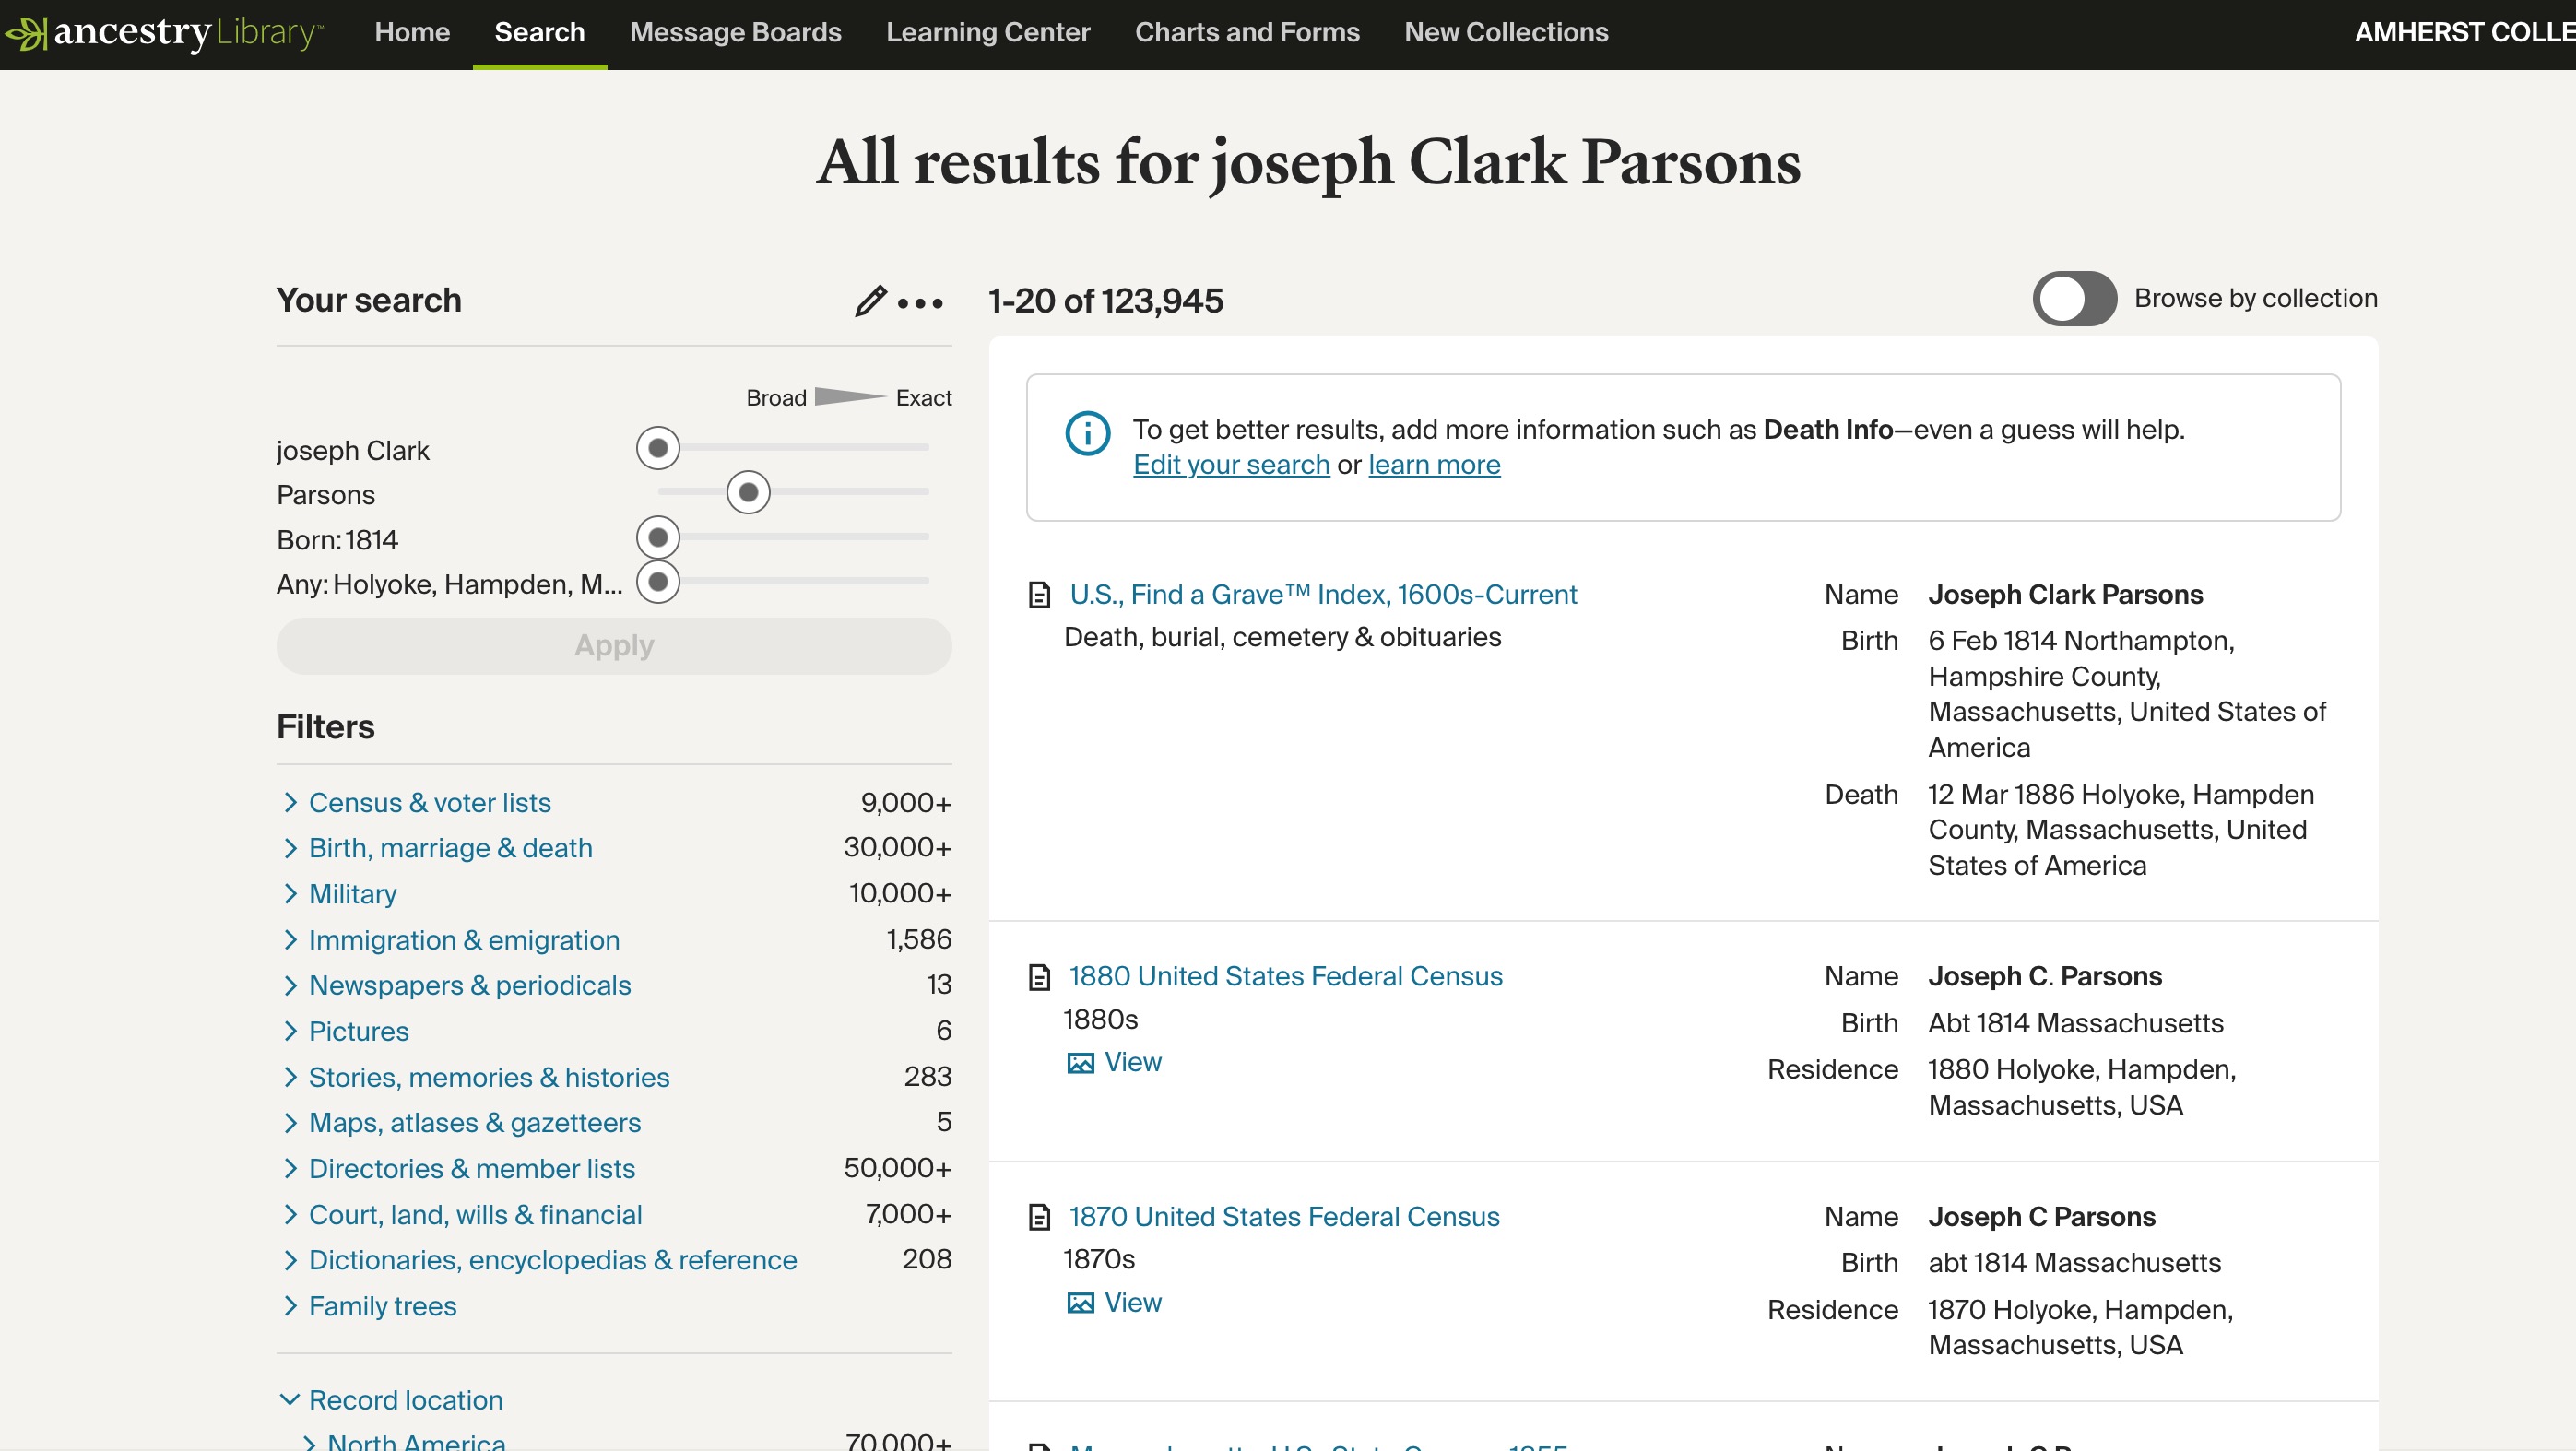 ancestryLibrary™ Home Search Message Boards Learning Center Charts and Forms New Collections AMHERST
All results for joseph Clark Parsons
Your search
Broad Exact
joseph Clark
Parsons
Born: 1814
Any: Holyoke, Hampden, M...
Apply
Filters
Census & voter lists 9,000+
Birth, marriage & death 30,000+
Military 10,000+
Immigration & emigration 1,586
Newspapers & periodicals 13
Pictures 6
Stories, memories & histories 283
Maps, atlases & gazetteers 5
Directories & member lists 50,000+
Court, land, wills & financial 7,000+
Dictionaries, encyclopedias & reference 208
Family trees
Record location
North America 70,000+
1-20 of 123,945
Browse by collection
To get better results, add more information such as Death Info—even a guess will help.
Edit your search or learn more
U.S., Find a Grave™ Index, 1600s-Current
Death, burial, cemetery & obituaries
Name Joseph Clark Parsons
Birth 6 Feb 1814 Northampton,
Hampshire County,
Massachusetts, United States of
America
Death 12 Mar 1886 Holyoke, Hampden
County, Massachusetts, United
States of America
1880 United States Federal Census
1880s
View
Name Joseph C. Parsons
Birth Abt 1814 Massachusetts
Residence 1880 Holyoke, Hampden,
Massachusetts, USA
1870 United States Federal Census
1870s
View
Name Joseph C Parsons
Birth abt 1814 Massachusetts
Residence 1870 Holyoke, Hampden,
Massachusetts, USA